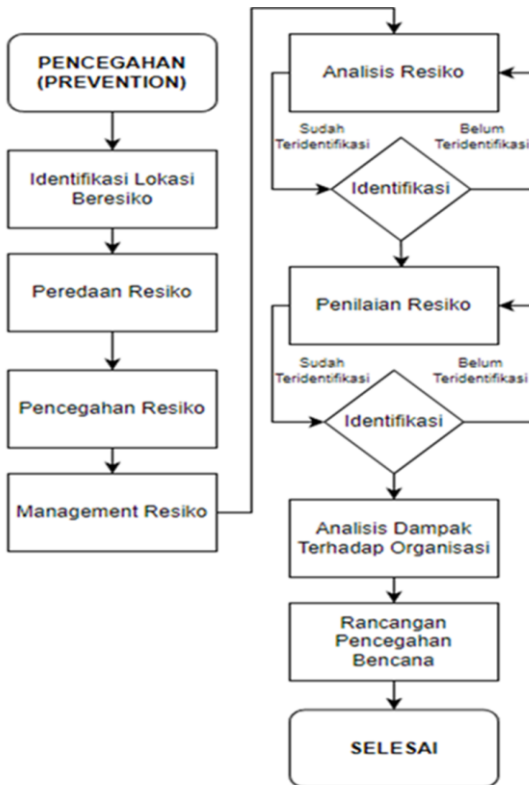 PENCEGAHAN
(PREVENTION)
Identifikasi Lokasi
Beresiko
Peredaan Resiko
Pencegahan Resiko
Management Resiko
Analisis Resiko
Sudah
Teridentifikasi
Belum
Teridentifikasi
Identifikasi
Penilaian Resiko
Sudah
Teridentifikasi
Belum
Teridentifikasi
Identifikasi
Analisis Dampak
Terhadap Organisasi
Rancangan
Pencegahan
Bencana
SELESAI